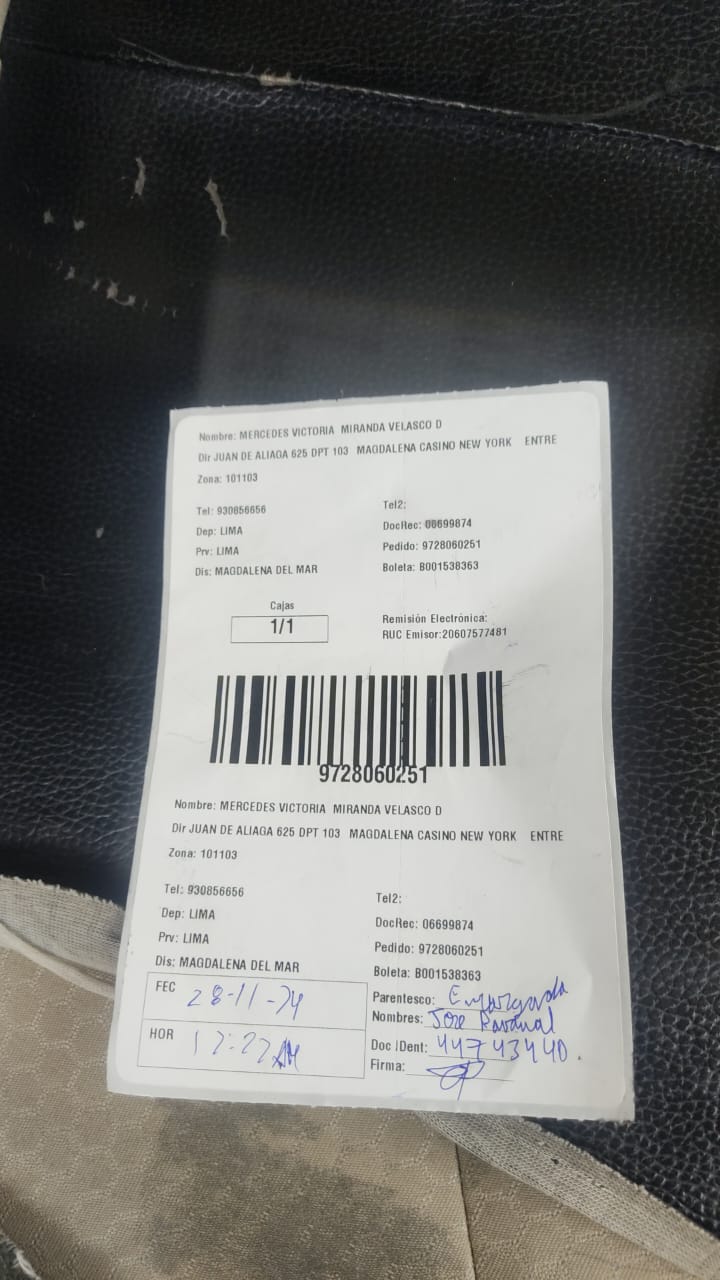 Nombre: MERCEDES VICTORIA MIRANDA VELASCO D
Dir JUAN DE ALIAGA 625 DPT 103 MAGDALENA CASINO NEW YORK ENTRE
Zona: 101103
Tel: 930856656 Tel2:
Dep: LIMA DocRec: 06699874
Prv: LIMA Pedido: 9728060251
Dis: MAGDALENA DEL MAR Boleta: B001538363
Cajas Remisión Electrónica:
1/1 RUC Emisor:20607577481
9728060251
Nombre: MERCEDES VICTORIA MIRANDA VELASCO D
Dir JUAN DE ALIAGA 625 DPT 103 MAGDALENA CASINO NEW YORK ENTRE
Zona: 101103
Tel: 930856656 Tel2:
Dep: LIMA DocRec: 06699874
Prv: LIMA Pedido: 9728060251
Dis: MAGDALENA DEL MAR Boleta: B001538363
FEC 28-11-24 Parentesco:
Nombres: Jose
HOR Doc IDent: 44743440.
Firma: